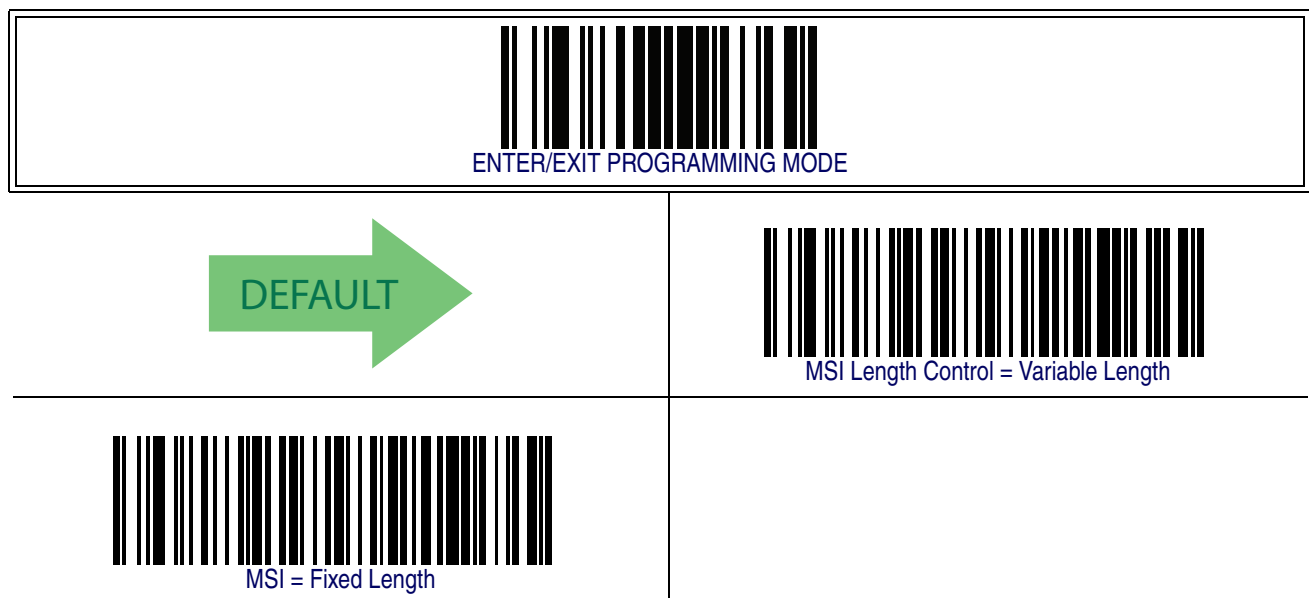 ENTER/EXIT PROGRAMMING MODE
DEFAULT
MSI Length Control = Variable Length
MSI = Fixed Length